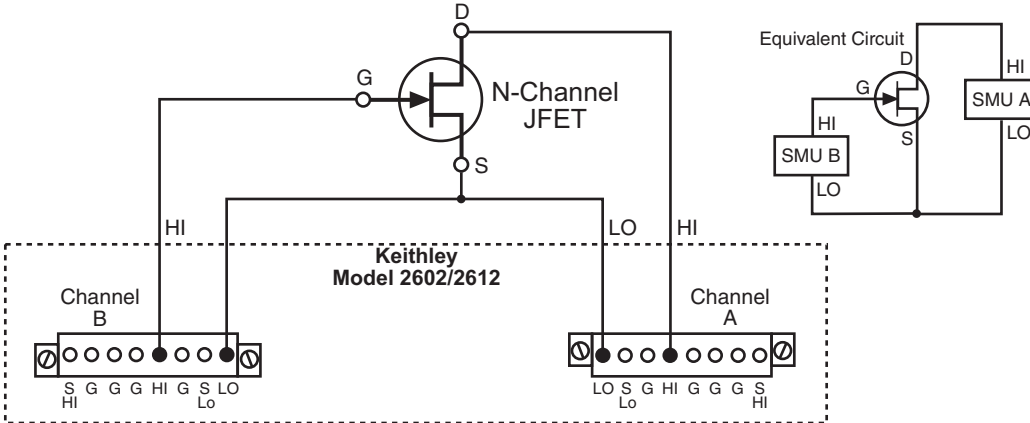 D
G
N-Channel
JFET
S
HI
LO
HI
Keithley
Model 2602/2612
Channel
B
Channel
A
S
HI
G
G
G
HI
G
S
Lo
LO
LO
S
Lo
G
HI
G
G
G
S
HI
Equivalent Circuit
D
G
S
HI
SMU B
LO
HI
SMU A
LO